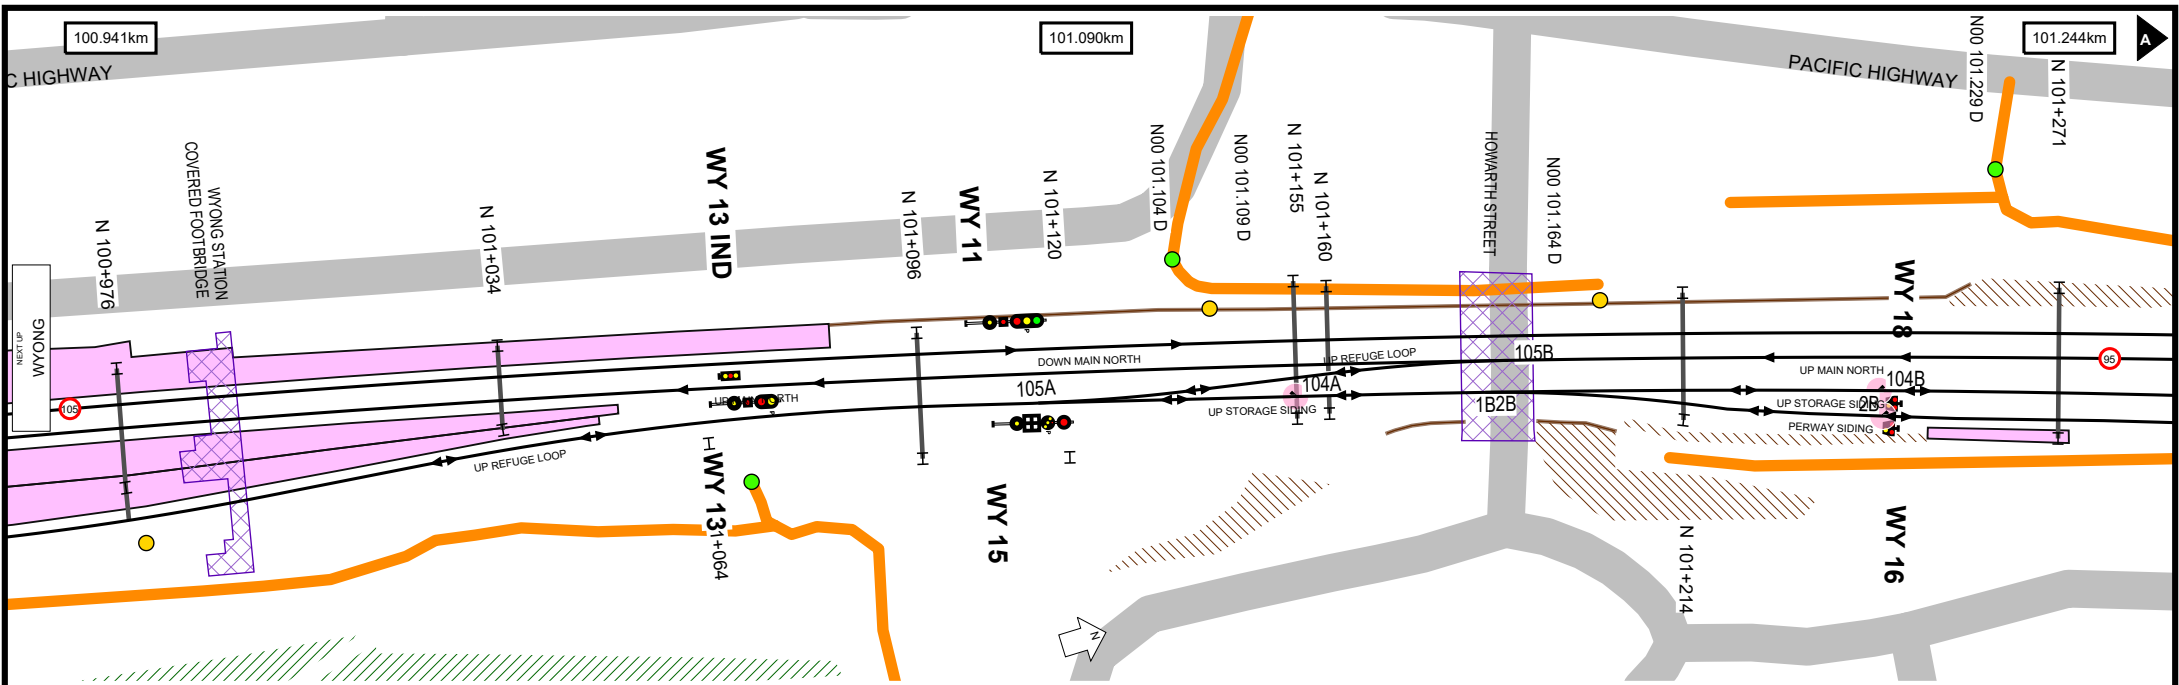 100.941km
101.090km
101.244km
A
C HIGHWAY
PACIFIC HIGHWAY
N00 101.229 D
N 101+271
N 100+976
COVERED FOOTBRIDGE
WYONG STATION
N 101+034
WY 13 IND
N 101+096
WY 11
N 101+120
N00 101.104 D
N00 101.109 D
N 101+155
N 101+160
HOWARTH STREET
N00 101.164 D
WY 18
NEXT UP
WYONG
105
95
DOWN MAIN NORTH
UP REFUGE LOOP
105B
UP MAIN NORTH
104B
105A
104A
UP STORAGE SIDING
1B2B
UP STORAGE SIDING
2B
PERWAY SIDING
UP MAIN NORTH
P
P
P
UP REFUGE LOOP
WY 13
1+064
WY 15
N 101+214
WY 16
N